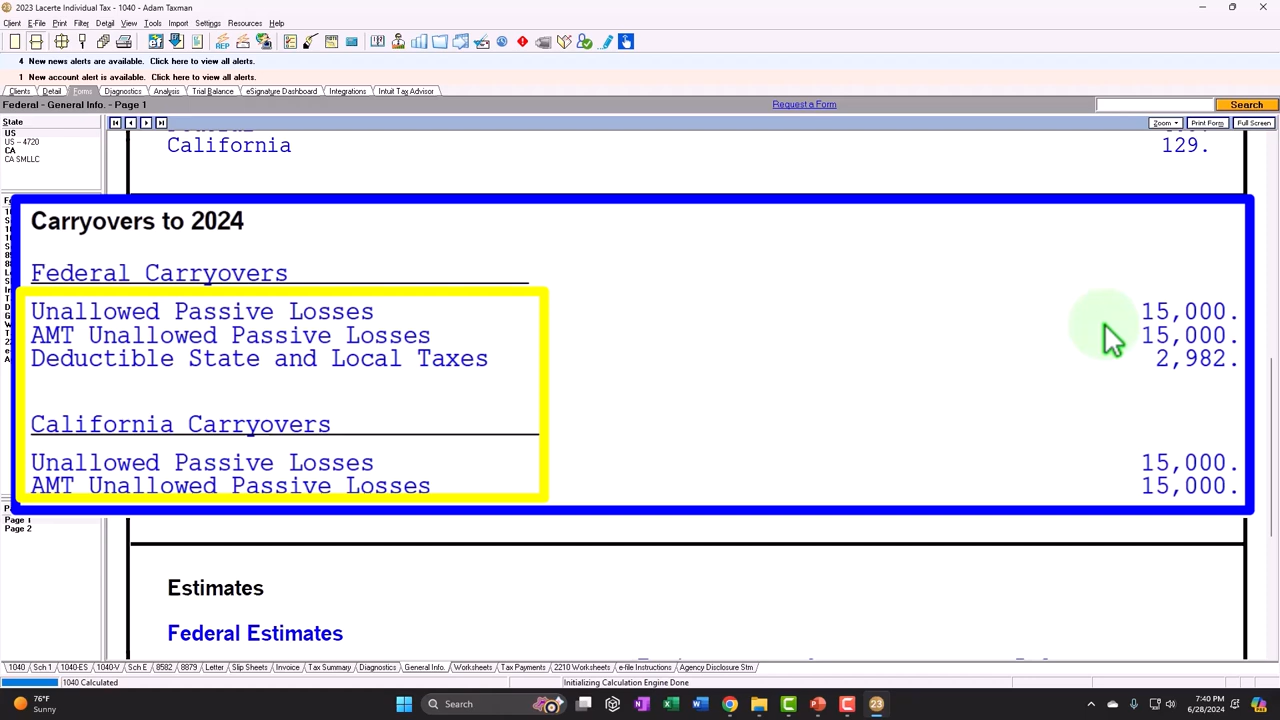 2023 Lacerte Individual Tax - 1040 - Adam Taxman
Client E-File Print Filter Detail View Tools Import Settings Resources Help
REP
4 New news alerts are available. Click here to view all alerts.
1 New account alert is available. Click here to view all alerts.
Clients Detail Forms Diagnostics Analysis Trial Balance eSignature Dashboard Integrations Intuit Tax Advisor
Federal - General Info. - Page 1 Request a Form Search
State Zoom Print Form Full Screen
US
US - 4720
CA
CA SMLLC
California 129.
Carryovers to 2024
Federal Carryovers
Unallowed Passive Losses 15,000.
AMT Unallowed Passive Losses 15,000.
Deductible State and Local Taxes 2,982.
California Carryovers
Unallowed Passive Losses 15,000.
AMT Unallowed Passive Losses 15,000.
Page 1
Page 2
Estimates
Federal Estimates
1040 Sch 1 1040-ES 1040-V Sch E 8582 8879 Letter Slip Sheets Invoice Tax Summary Diagnostics General Info. Worksheets Tax Payments 2210 Worksheets e-file Instructions Agency Disclosure Stm
1040 Calculated Initializing Calculation Engine Done
76°F
Sunny
Search
7:40 PM
6/28/2024